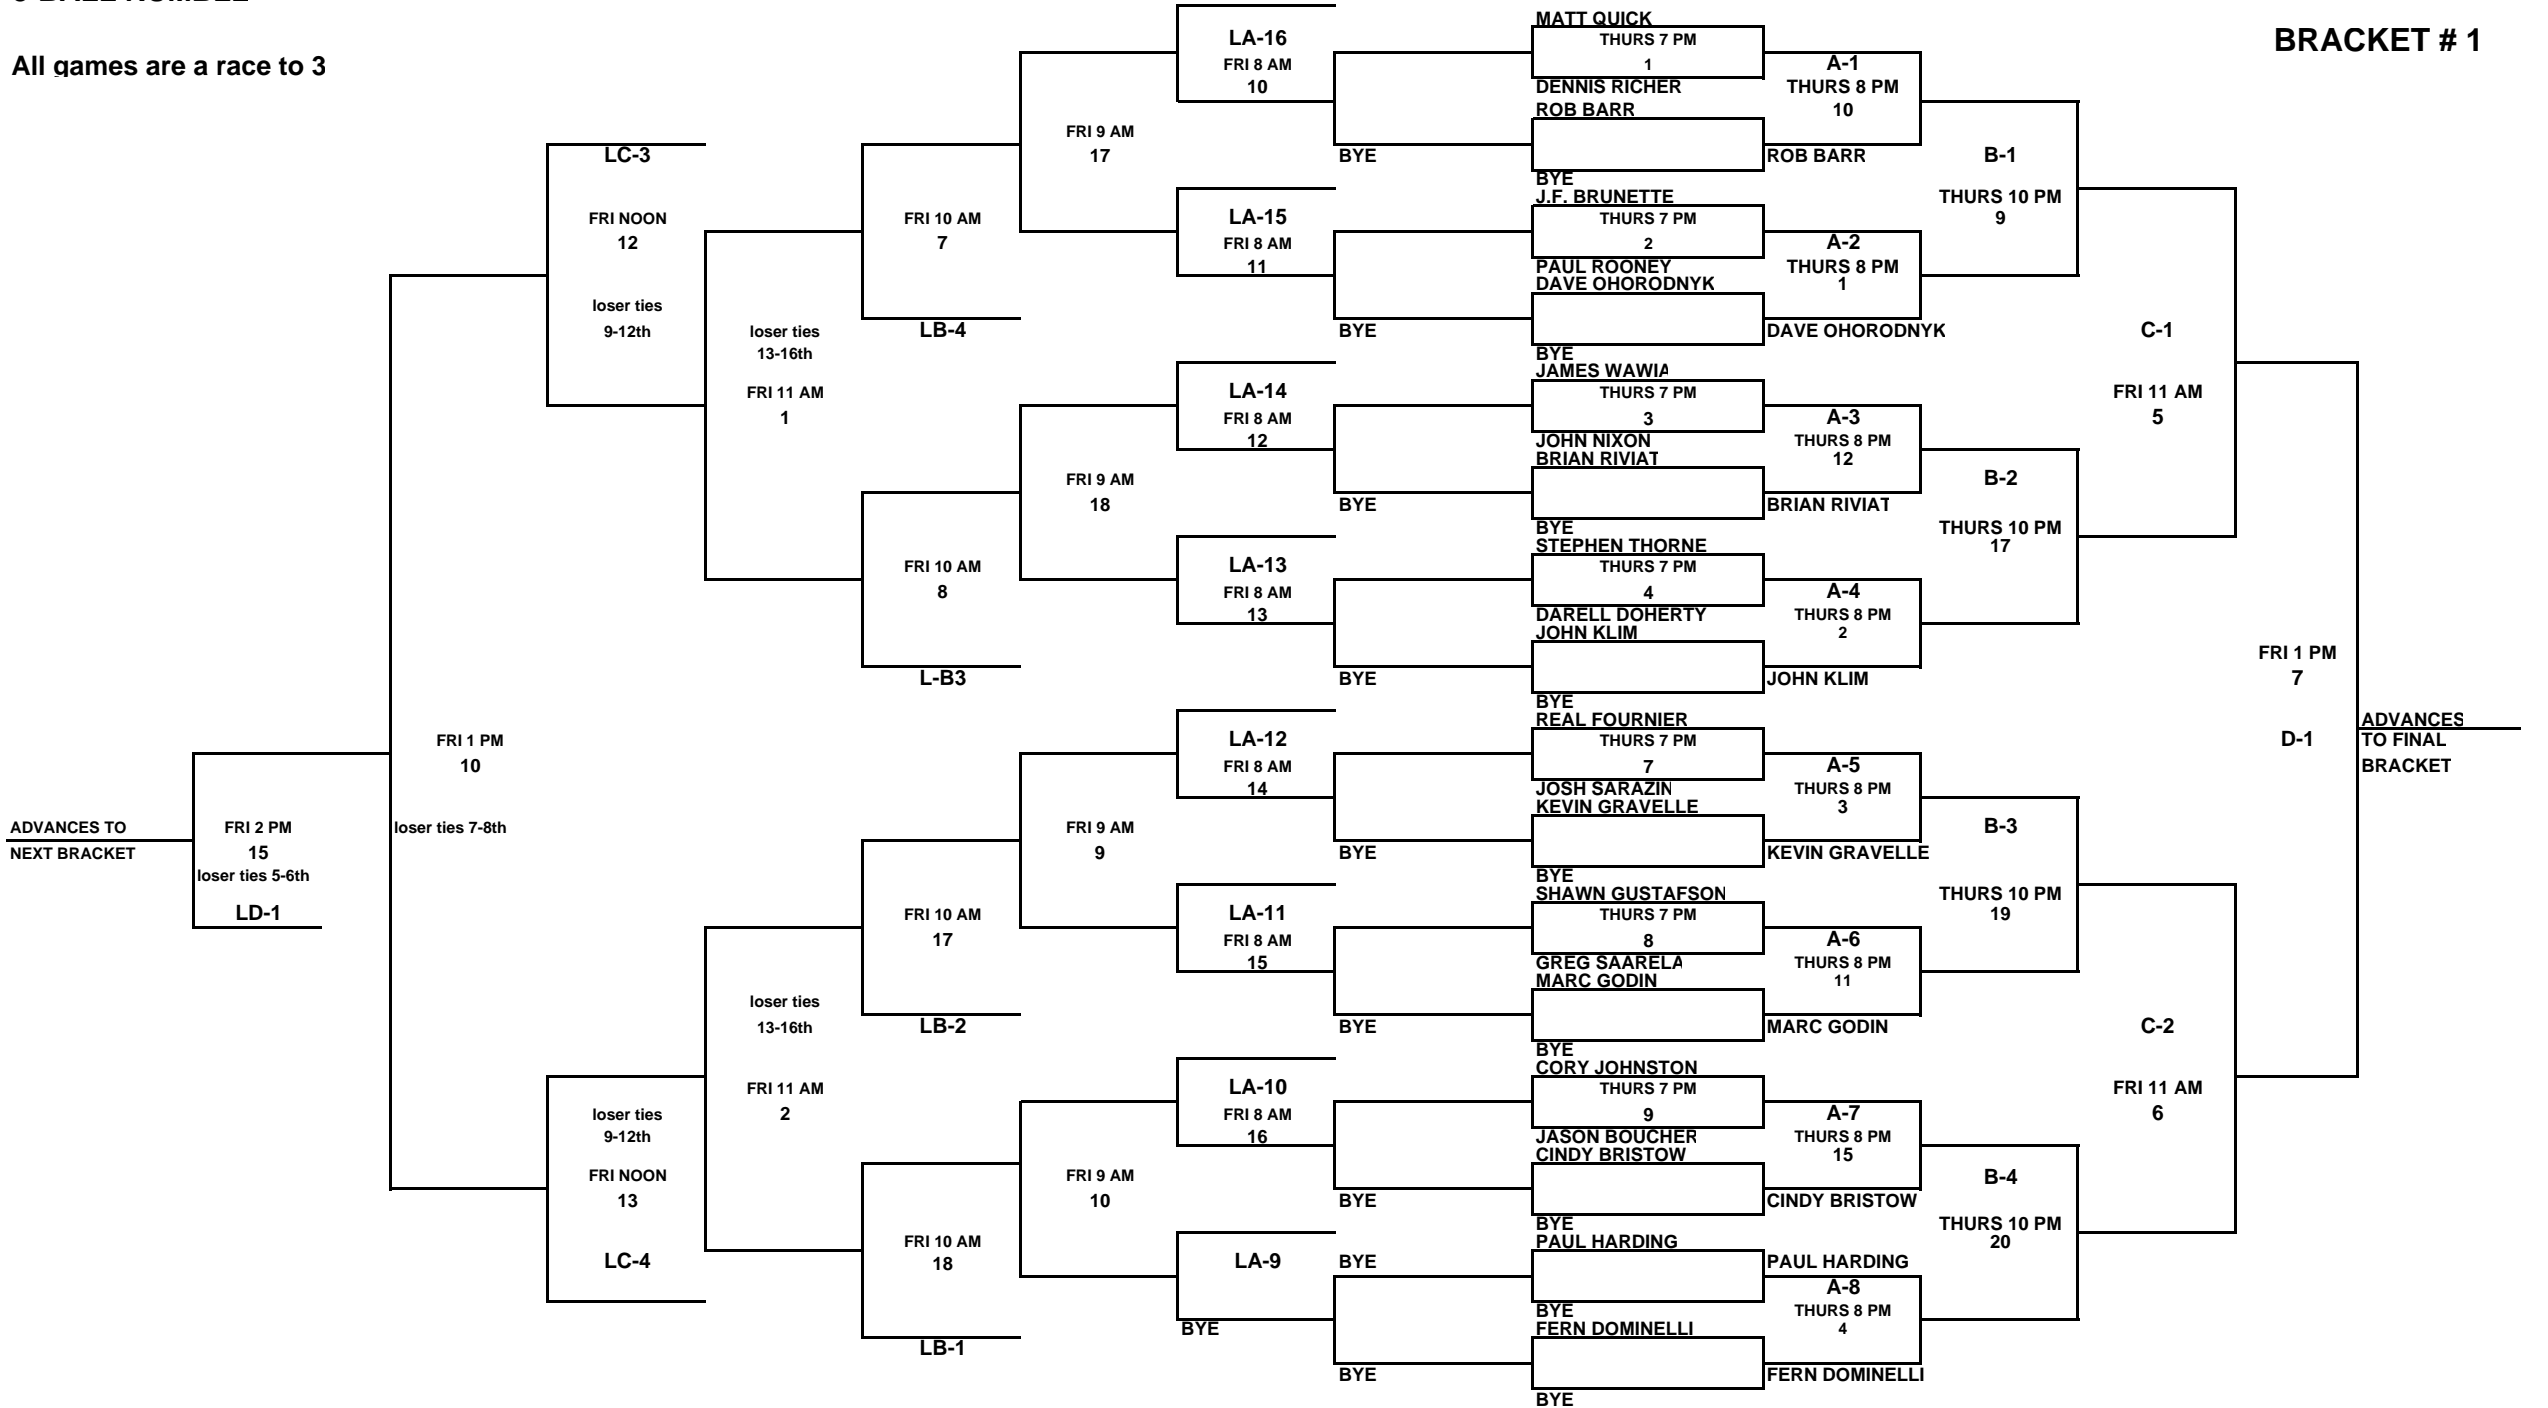 All games are a race to 3
BRACKET # 1
LC-3
FRI NOON
12
loser ties
9-12th
FRI 1 PM
10
loser ties 7-8th
ADVANCES TO
NEXT BRACKET
FRI 2 PM
15
loser ties 5-6th
LD-1
loser ties
9-12th
FRI NOON
13
LC-4
loser ties
13-16th
FRI 11 AM
1
loser ties
13-16th
FRI 11 AM
2
FRI 10 AM
7
LB-4
FRI 10 AM
8
L-B3
FRI 10 AM
17
LB-2
FRI 10 AM
18
LB-1
FRI 9 AM
17
FRI 9 AM
18
FRI 9 AM
9
FRI 9 AM
10
LA-16
FRI 8 AM
10
LA-15
FRI 8 AM
11
LA-14
FRI 8 AM
12
LA-13
FRI 8 AM
13
LA-12
FRI 8 AM
14
LA-11
FRI 8 AM
15
LA-10
FRI 8 AM
16
LA-9
BYE
BYE
BYE
BYE
BYE
BYE
BYE
BYE
BYE
BYE
MATT QUICK
THURS 7 PM
1
DENNIS RICHER
ROB BARR
BYE
J.F. BRUNETTE
THURS 7 PM
2
PAUL ROONEY
DAVE OHORODNYK
BYE
JAMES WAWIA
THURS 7 PM
3
JOHN NIXON
BRIAN RIVIAT
BYE
STEPHEN THORNE
THURS 7 PM
4
DARELL DOHERTY
JOHN KLIM
BYE
REAL FOURNIER
THURS 7 PM
7
JOSH SARAZIN
KEVIN GRAVELLE
BYE
SHAWN GUSTAFSON
THURS 7 PM
8
GREG SAARELA
MARC GODIN
BYE
CORY JOHNSTON
THURS 7 PM
9
JASON BOUCHER
CINDY BRISTOW
BYE
PAUL HARDING
BYE
FERN DOMINELLI
BYE
A-1
THURS 8 PM
10
ROB BARR
A-2
THURS 8 PM
1
DAVE OHORODNYK
A-3
THURS 8 PM
12
BRIAN RIVIAT
A-4
THURS 8 PM
2
JOHN KLIM
A-5
THURS 8 PM
3
KEVIN GRAVELLE
A-6
THURS 8 PM
11
MARC GODIN
A-7
THURS 8 PM
15
CINDY BRISTOW
PAUL HARDING
A-8
THURS 8 PM
4
FERN DOMINELLI
B-1
THURS 10 PM
9
B-2
THURS 10 PM
17
B-3
THURS 10 PM
19
B-4
THURS 10 PM
20
C-1
FRI 11 AM
5
C-2
FRI 11 AM
6
FRI 1 PM
7
D-1
ADVANCES
TO FINAL
BRACKET